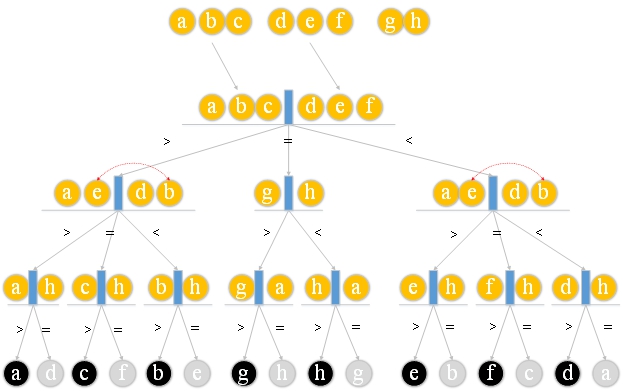 a b c d e f g h
a b c d e f
> = <
a e d b g h a e d b
> = < > < > = <
a h c h b h g a h a e h f h d h
> = > = > = > = > = > = > = > =
a d c f b e g h h g e b f c d a